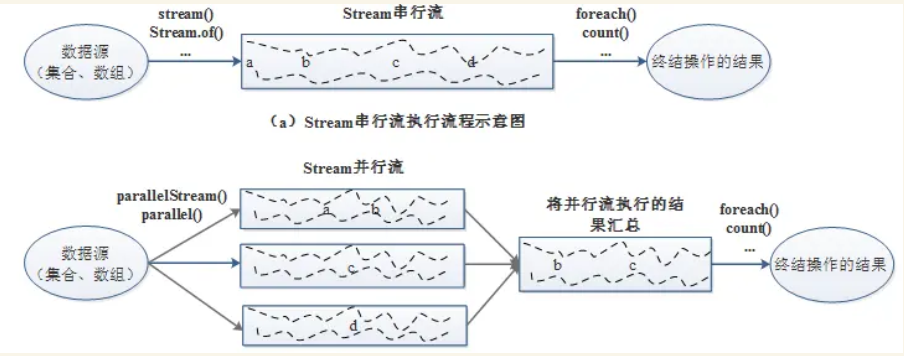 stream()
Stream.of()
...
Stream串行流
foreach()
count()
...
数据源
（集合、数组）
a b c d
终结操作的结果
（a）Stream串行流执行流程示意图
Stream并行流
parallelStream()
parallel()
a b
c
d
将并行流执行的结
果汇总
foreach()
count()
...
数据源
（集合、数组）
b c
终结操作的结果